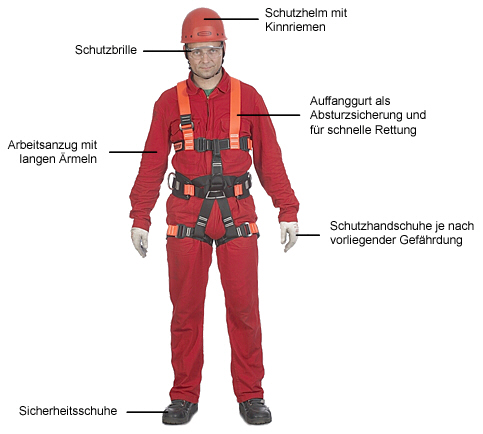 Schutzhelm mit
Kinnriemen
Schutzbrille
Auffanggurt als
Absturzsicherung und
für schnelle Rettung
Arbeitsanzug mit
langen Ärmeln
Schutzhandschuhe je nach
vorliegender Gefährdung
Sicherheitsschuhe